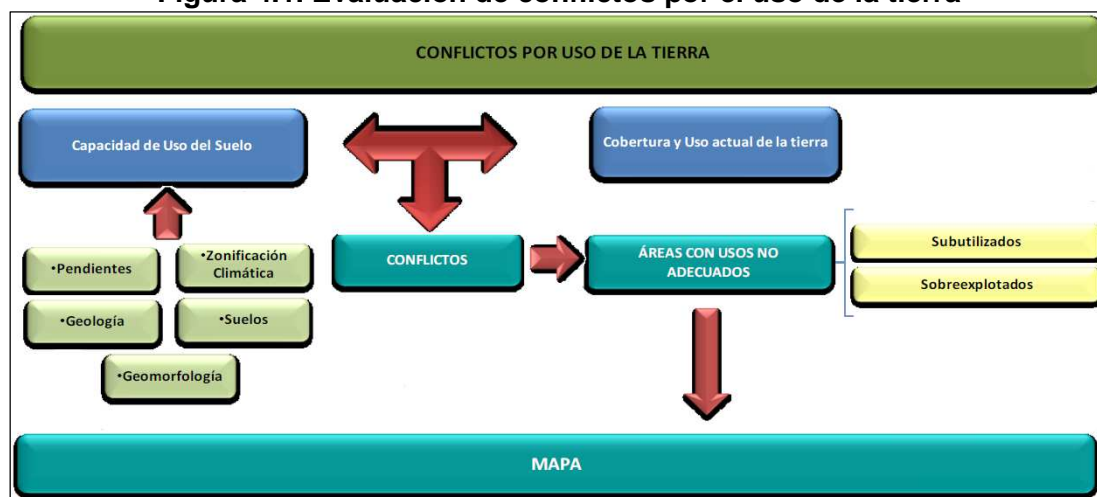 Figura 4.1. Evaluación de conflictos por el uso de la tierra
CONFLICTOS POR USO DE LA TIERRA
Capacidad de Uso del Suelo
Cobertura y Uso actual de la tierra
•Pendientes
•Zonificación
Climática
•Geología
•Suelos
•Geomorfología
CONFLICTOS
ÁREAS CON USOS NO
ADECUADOS
Subutilizados
Sobreexplotados
MAPA